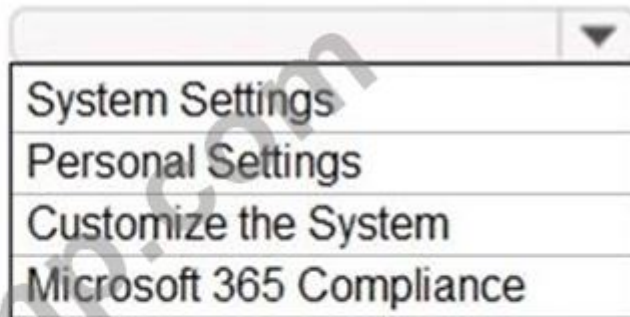 System Settings
Personal Settings
Customize the System
Microsoft 365 Compliance